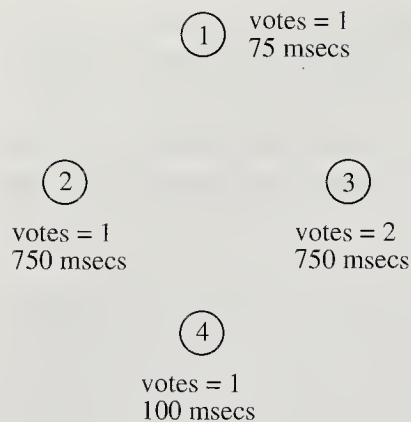 1
votes = 1
75 msecs
2
votes = 1
750 msecs
3
votes = 2
750 msecs
4
votes = 1
100 msecs